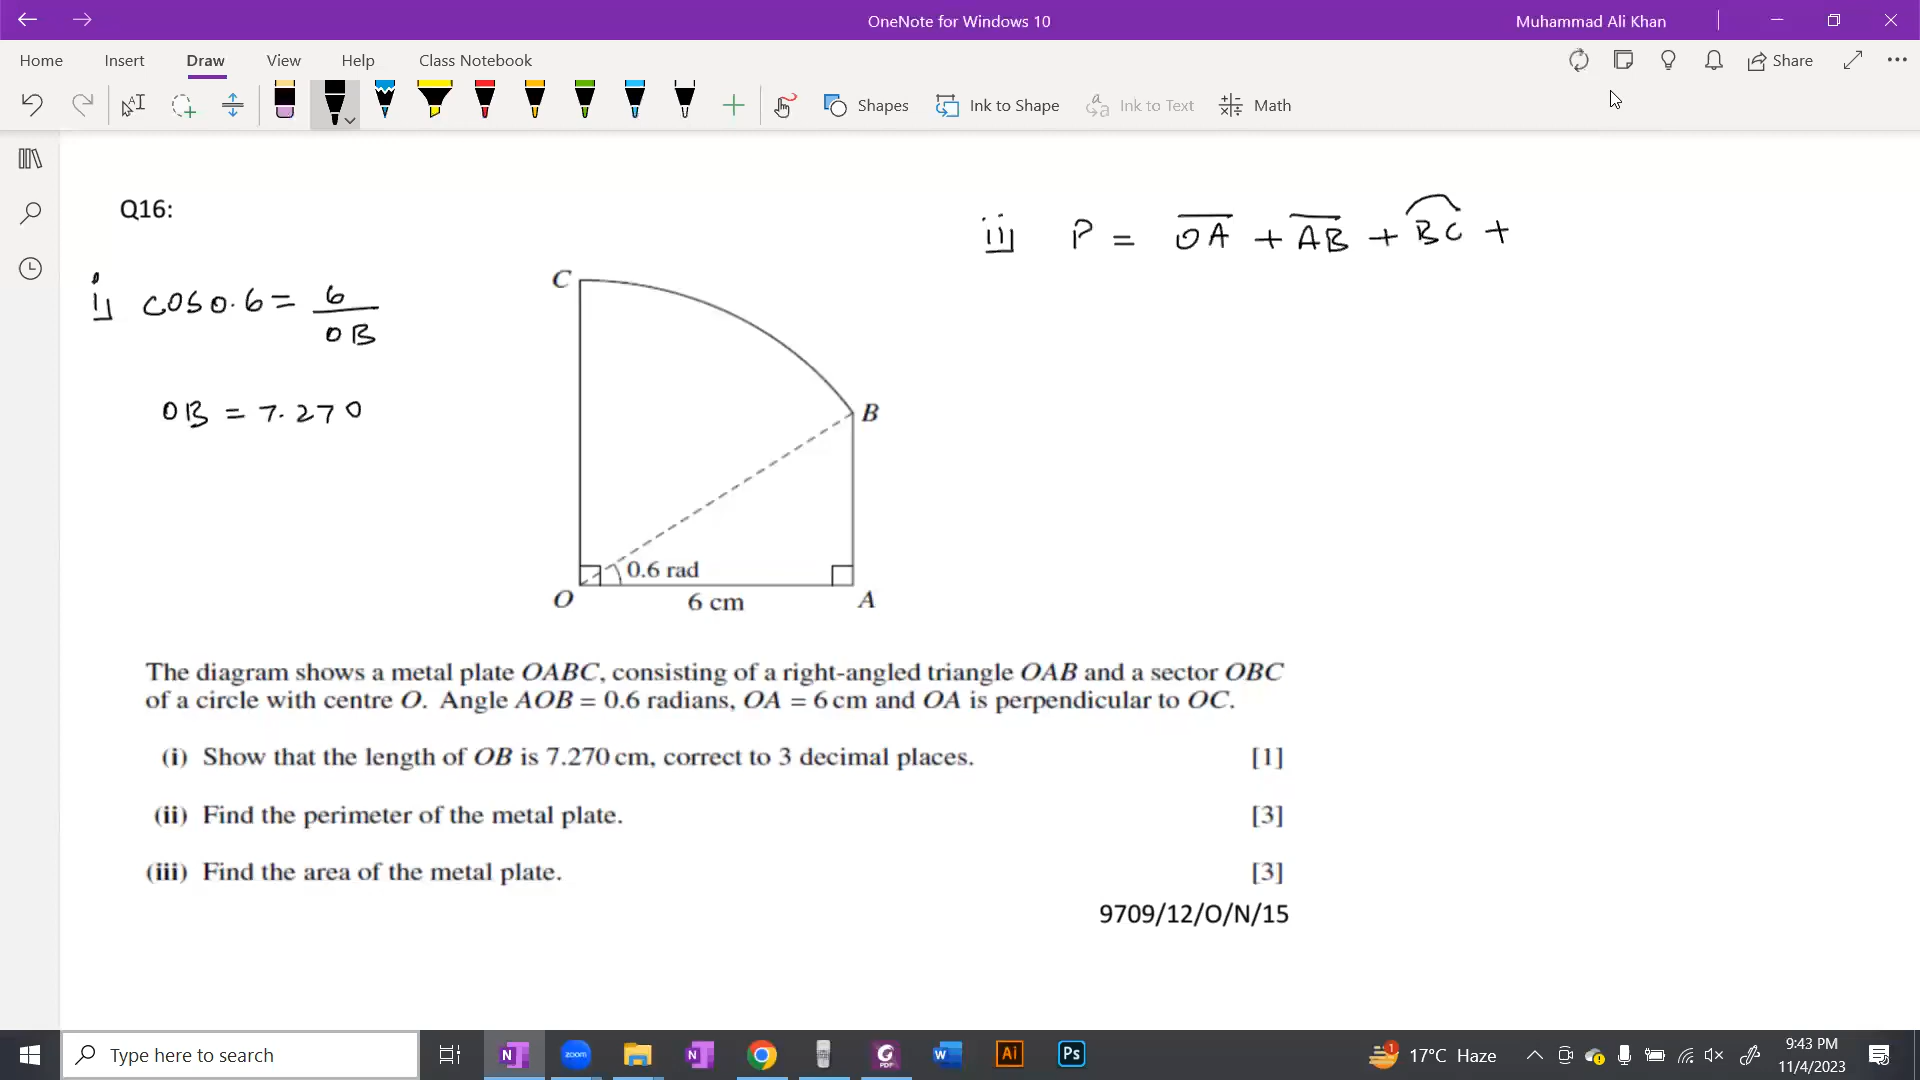 OneNote for Windows 10
Muhammad Ali Khan
Home Insert Draw View Help Class Notebook
Share
Shapes Ink to Shape Ink to Text Math
Q16:
i) cos 0.6 = 6/OB
OB = 7.270
ii) P = OA + AB + BC +
C
B
0.6 rad
O 6 cm A
The diagram shows a metal plate OABC, consisting of a right-angled triangle OAB and a sector OBC
of a circle with centre O. Angle AOB = 0.6 radians, OA = 6 cm and OA is perpendicular to OC.
(i) Show that the length of OB is 7.270 cm, correct to 3 decimal places. [1]
(ii) Find the perimeter of the metal plate. [3]
(iii) Find the area of the metal plate. [3]
9709/12/O/N/15
Type here to search
N zoom N G PDF W Ai Ps
1 17°C Haze
9:43 PM
11/4/2023